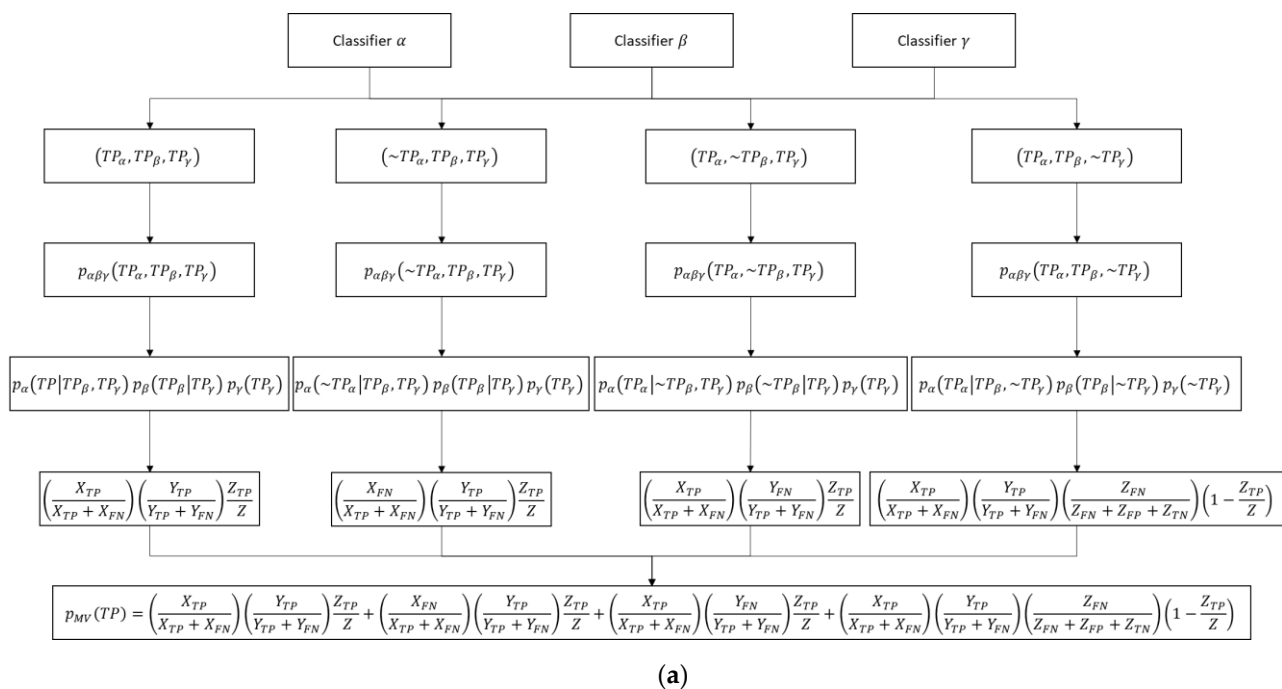 Classifier α
Classifier β
Classifier γ
(TP_α, TP_β, TP_γ)
(~TP_α, TP_β, TP_γ)
(TP_α, ~TP_β, TP_γ)
(TP_α, TP_β, ~TP_γ)
p_αβγ(TP_α, TP_β, TP_γ)
p_αβγ(~TP_α, TP_β, TP_γ)
p_αβγ(TP_α, ~TP_β, TP_γ)
p_αβγ(TP_α, TP_β, ~TP_γ)
p_α(TP|TP_β, TP_γ) p_β(TP_β|TP_γ) p_γ(TP_γ)
p_α(~TP_α|TP_β, TP_γ) p_β(TP_β|TP_γ) p_γ(TP_γ)
p_α(TP_α|~TP_β, TP_γ) p_β(~TP_β|TP_γ) p_γ(TP_γ)
p_α(TP_α|TP_β, ~TP_γ) p_β(TP_β|~TP_γ) p_γ(~TP_γ)
(X_TP / (X_TP + X_FN)) (Y_TP / (Y_TP + Y_FN)) Z_TP / Z
(X_FN / (X_TP + X_FN)) (Y_TP / (Y_TP + Y_FN)) Z_TP / Z
(X_TP / (X_TP + X_FN)) (Y_FN / (Y_TP + Y_FN)) Z_TP / Z
(X_TP / (X_TP + X_FN)) (Y_TP / (Y_TP + Y_FN)) (Z_FN / (Z_FN + Z_FP + Z_TN)) (1 − Z_TP / Z)
p_MV(TP) = (X_TP / (X_TP + X_FN)) (Y_TP / (Y_TP + Y_FN)) Z_TP / Z + (X_FN / (X_TP + X_FN)) (Y_TP / (Y_TP + Y_FN)) Z_TP / Z + (X_TP / (X_TP + X_FN)) (Y_FN / (Y_TP + Y_FN)) Z_TP / Z + (X_TP / (X_TP + X_FN)) (Y_TP / (Y_TP + Y_FN)) (Z_FN / (Z_FN + Z_FP + Z_TN)) (1 − Z_TP / Z)
(a)